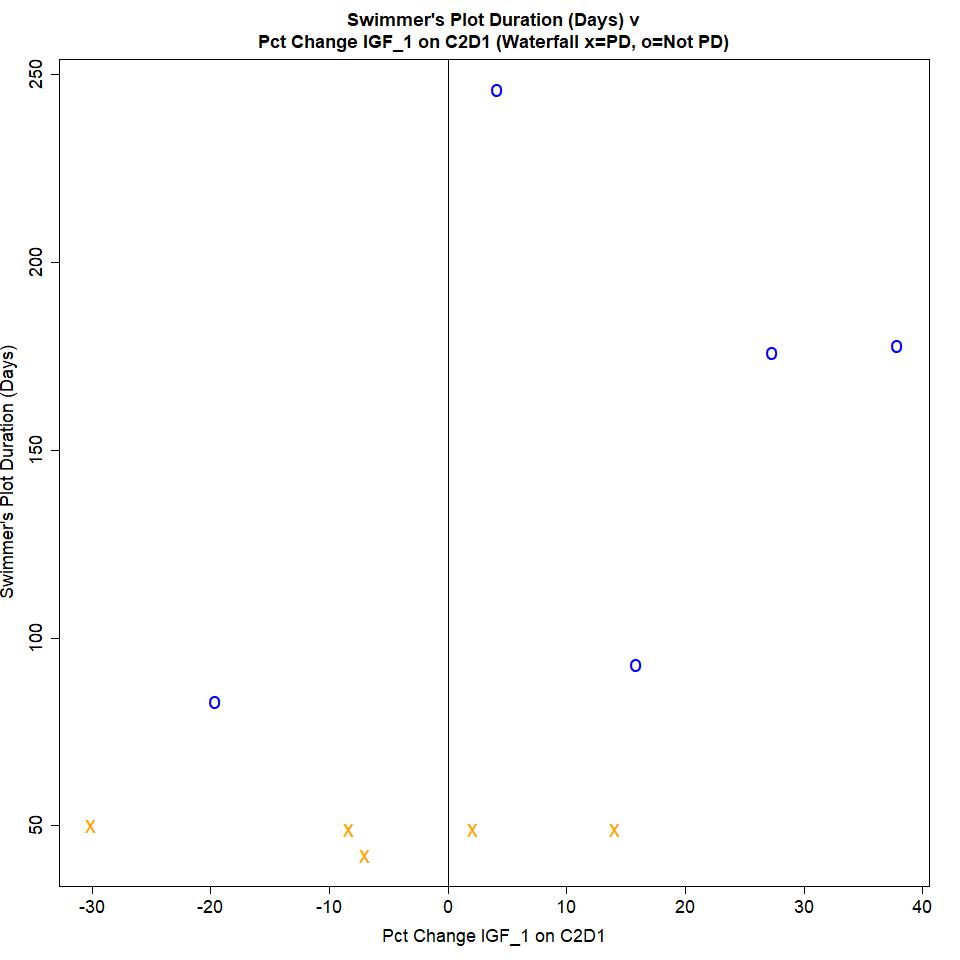 Swimmer's Plot Duration (Days) v
Pct Change IGF_1 on C2D1 (Waterfall x=PD, o=Not PD)
Swimmer's Plot Duration (Days)
250
200
150
100
50
o
o
o
o
o
x
x
x
x
x
-30
-20
-10
0
10
20
30
40
Pct Change IGF_1 on C2D1